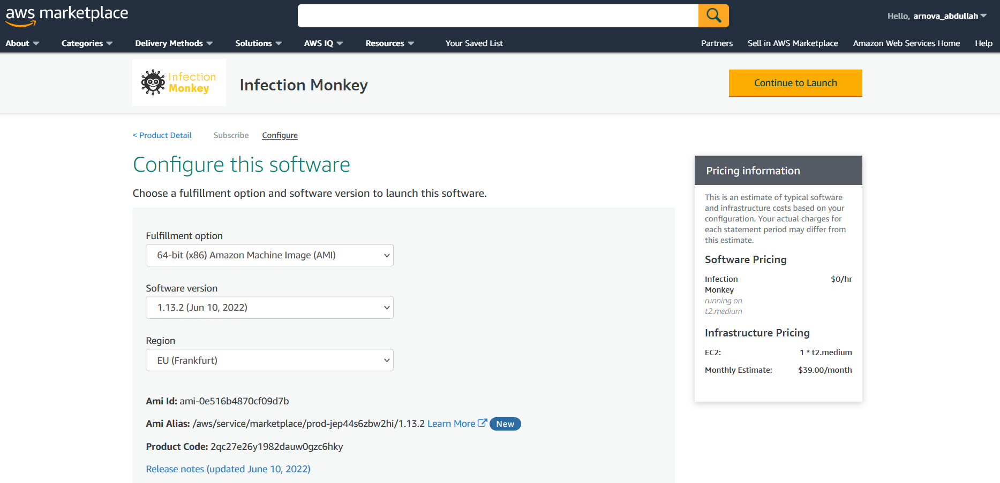 aws marketplace
Hello, arnova_abdullah
About
Categories
Delivery Methods
Solutions
AWS IQ
Resources
Your Saved List
Partners
Sell in AWS Marketplace
Amazon Web Services Home
Help
Infection
Monkey
Infection Monkey
Continue to Launch
< Product Detail
Subscribe
Configure
Configure this software
Choose a fulfillment option and software version to launch this software.
Fulfillment option
64-bit (x86) Amazon Machine Image (AMI)
Software version
1.13.2 (Jun 10, 2022)
Region
EU (Frankfurt)
Ami Id: ami-0e516b4870cf09d7b
Ami Alias: /aws/service/marketplace/prod-jep44s6zbw2hi/1.13.2 Learn More New
Product Code: 2qc27e26y1982dauw0gzc6hky
Release notes (updated June 10, 2022)
Pricing information
This is an estimate of typical software
and infrastructure costs based on your
configuration. Your actual charges for
each statement period may differ from
this estimate.
Software Pricing
Infection $0/hr
Monkey
running on
t2.medium
Infrastructure Pricing
EC2: 1 * t2.medium
Monthly Estimate: $39.00/month